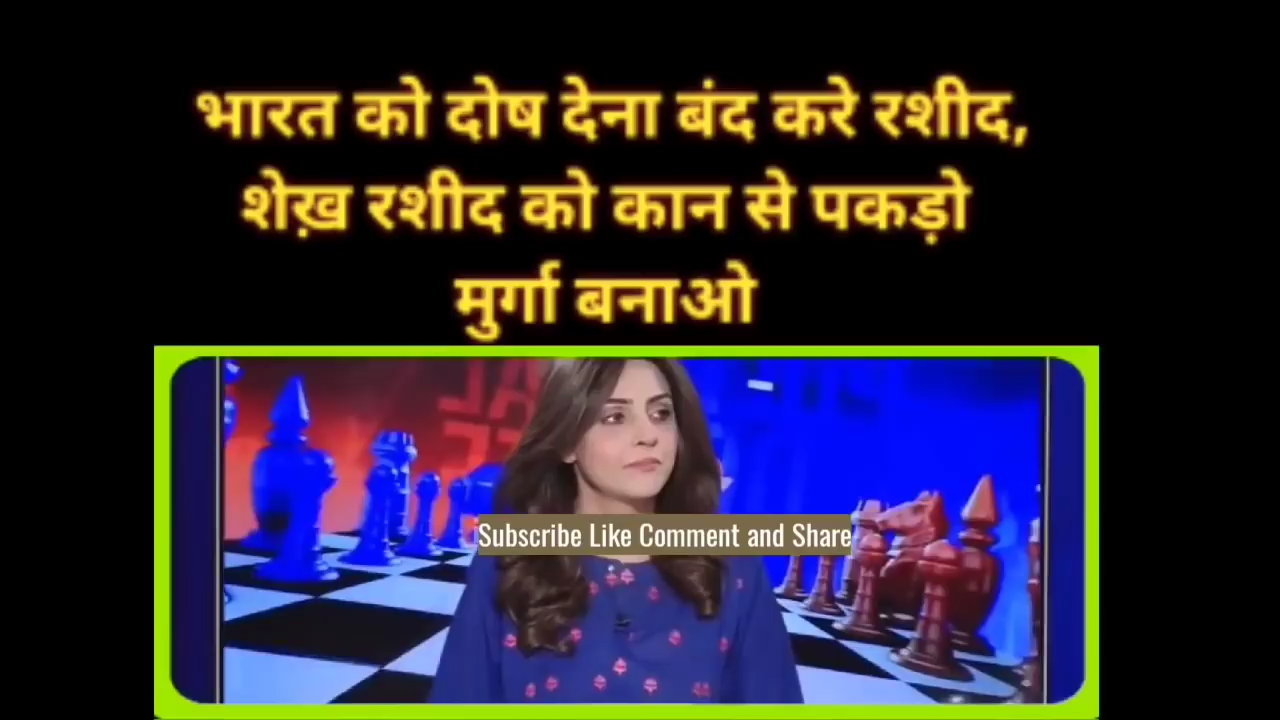 भारत को दोष देना बंद करे रशीद,
शेख़ रशीद को कान से पकड़ो
मुर्गा बनाओ
Subscribe Like Comment and Share